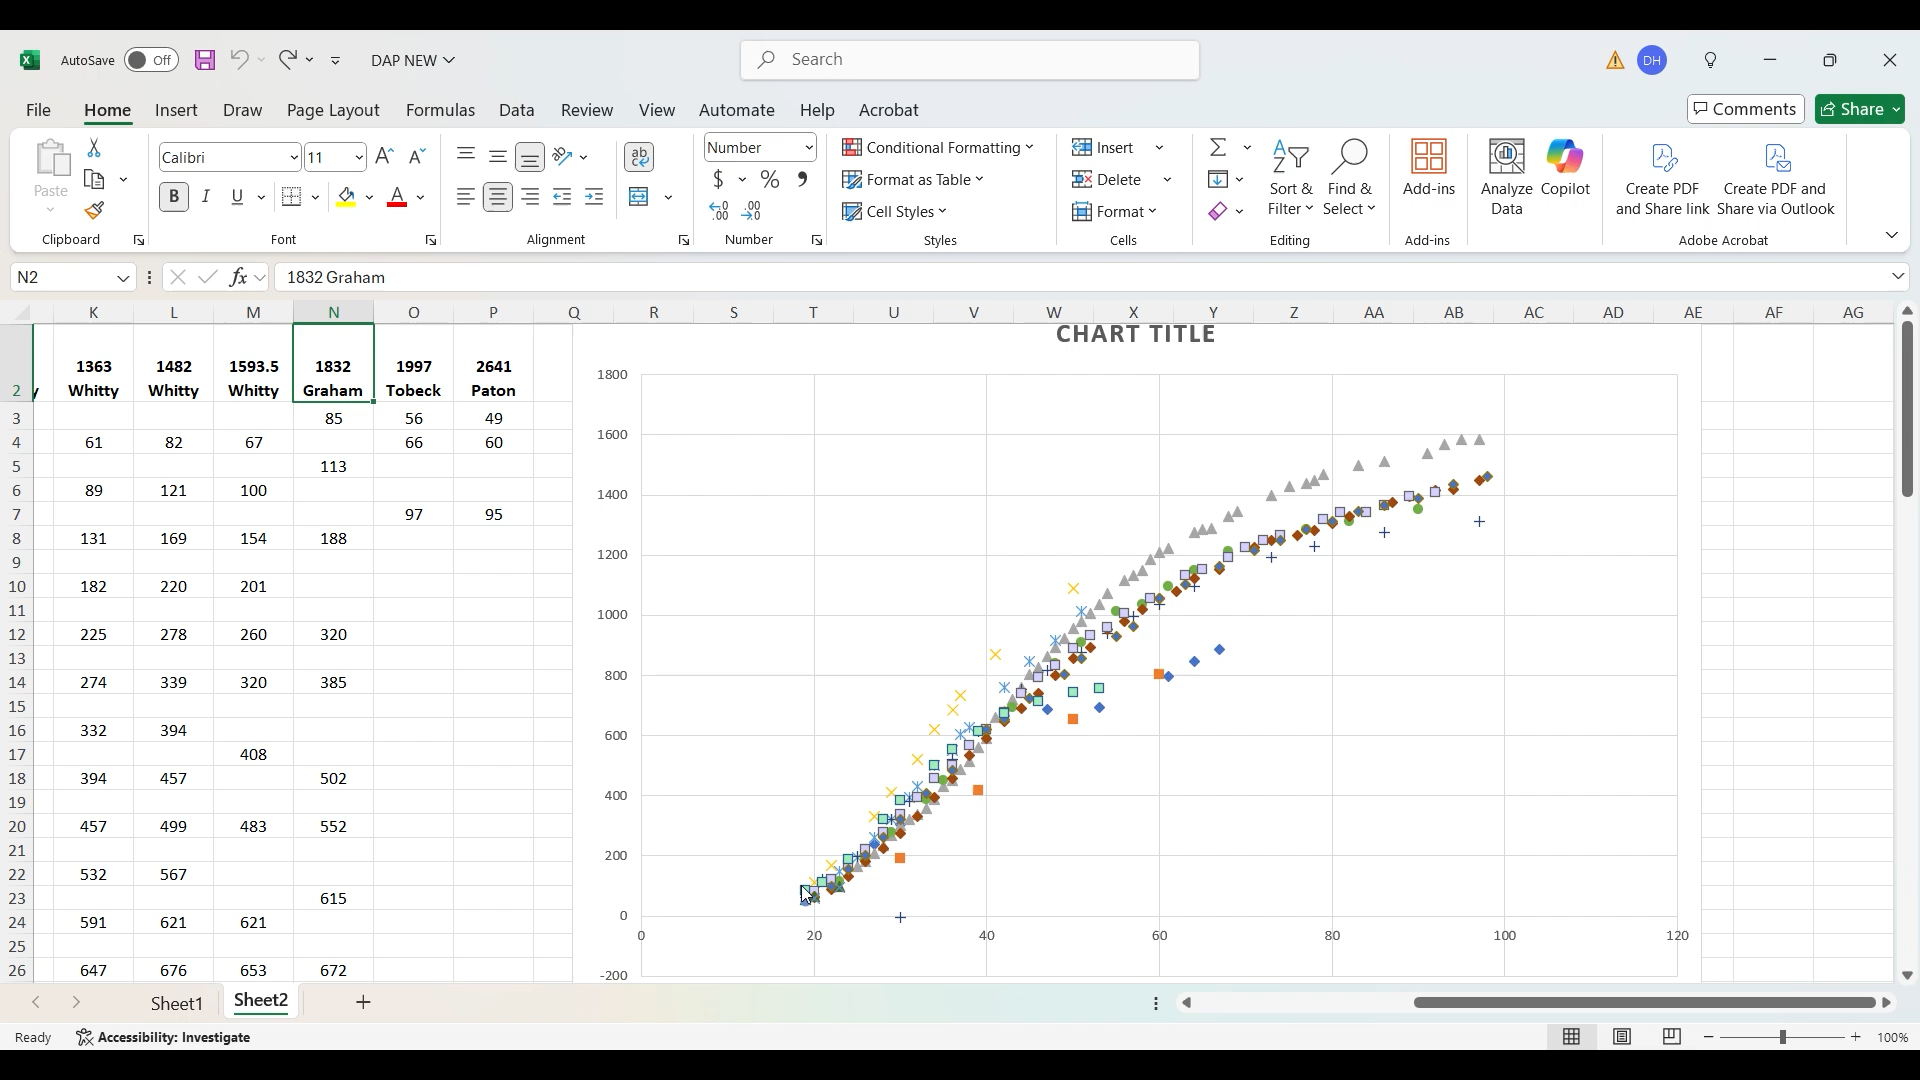 AutoSave Off DAP NEW Search DH
File Home Insert Draw Page Layout Formulas Data Review View Automate Help Acrobat Comments Share
Paste Calibri 11 ab Number Conditional Formatting Insert
B I U A $ % Format as Table Delete Sort & Filter Find & Select Add-ins Analyze Data Copilot Create PDF and Share link Create PDF and Share via Outlook
Cell Styles Format
Clipboard Font Alignment Number Styles Cells Editing Add-ins Adobe Acrobat
N2 fx 1832 Graham
K L M N O P Q R S T U V W X Y Z AA AB AC AD AE AF AG
CHART TITLE
1363 1482 1593.5 1832 1997 2641
2 y Whitty Whitty Whitty Graham Tobeck Paton
3 85 56 49
4 61 82 67 66 60
5 113
6 89 121 100
7 97 95
8 131 169 154 188
9
10 182 220 201
11
12 225 278 260 320
13
14 274 339 320 385
15
16 332 394
17 408
18 394 457 502
19
20 457 499 483 552
21
22 532 567
23 615
24 591 621 621
25
26 647 676 653 672
1800
1600
1400
1200
1000
800
600
400
200
0
-200
0 20 40 60 80 100 120
Sheet1 Sheet2
Ready Accessibility: Investigate 100%